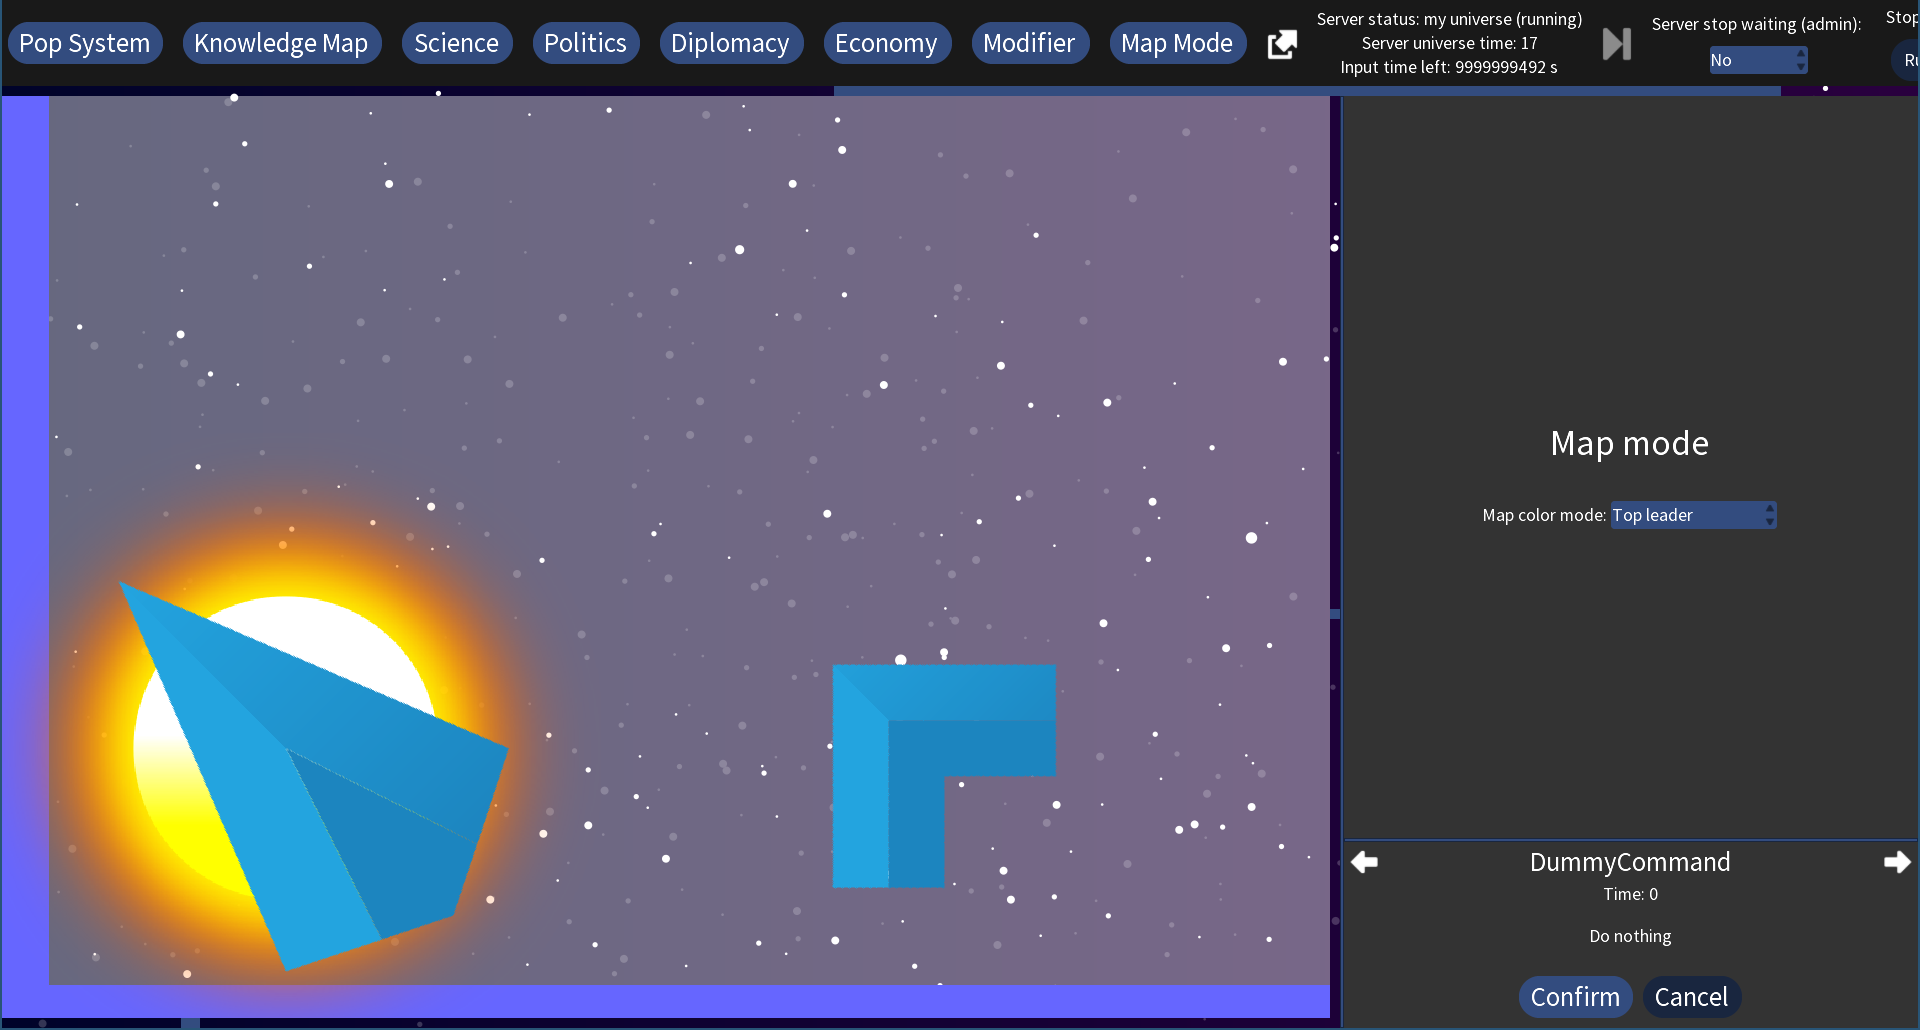 Pop System
Knowledge Map
Science
Politics
Diplomacy
Economy
Modifier
Map Mode
Server status: my universe (running)
Server universe time: 17
Input time left: 9999999492 s
Server stop waiting (admin):
No
Stop
Map mode
Map color mode: Top leader
DummyCommand
Time: 0
Do nothing
Confirm
Cancel